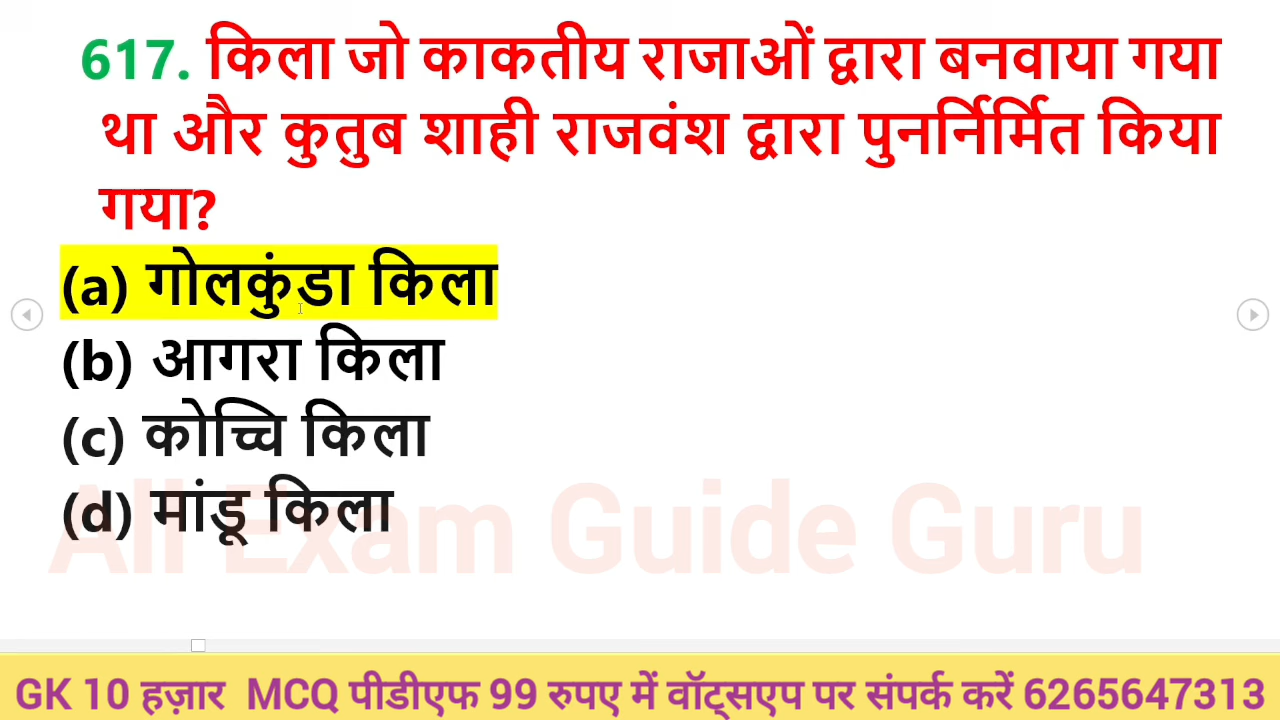 617. किला जो काकतीय राजाओं द्वारा बनवाया गया
था और कुतुब शाही राजवंश द्वारा पुनर्निर्मित किया
गया?
(a) गोलकुंडा किला
(b) आगरा किला
(c) कोच्चि किला
(d) मांडू किला
All Exam Guide Guru
GK 10 हज़ार MCQ पीडीएफ 99 रुपए में वॉट्सएप पर संपर्क करें 6265647313